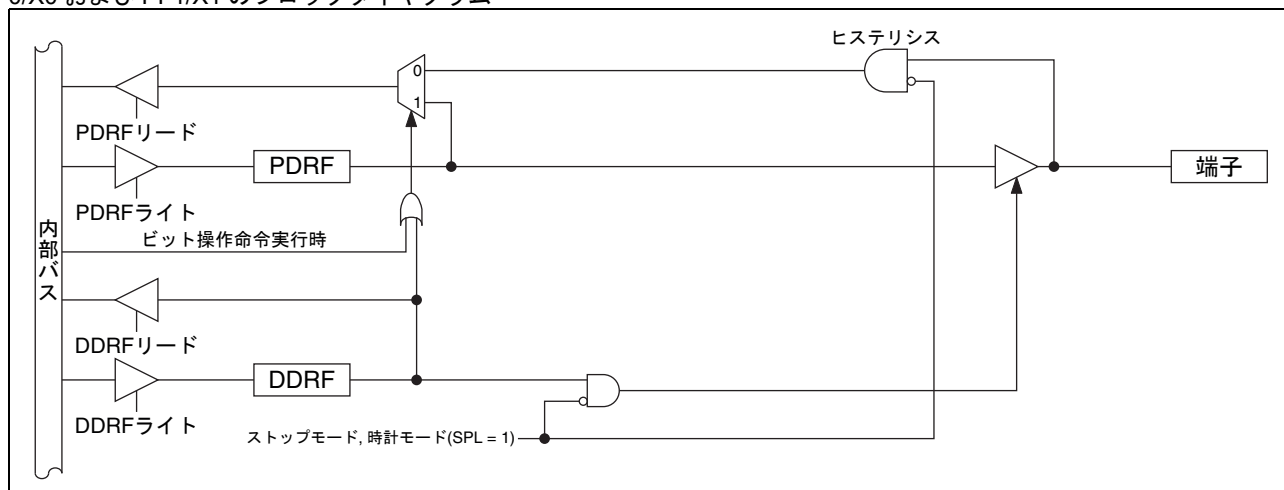 ヒステリシス
0
1
PDRFリード
PDRF
端子
PDRFライト
内部バス
ビット操作命令実行時
DDRFリード
DDRF
DDRFライト
ストップモード, 時計モード(SPL = 1)